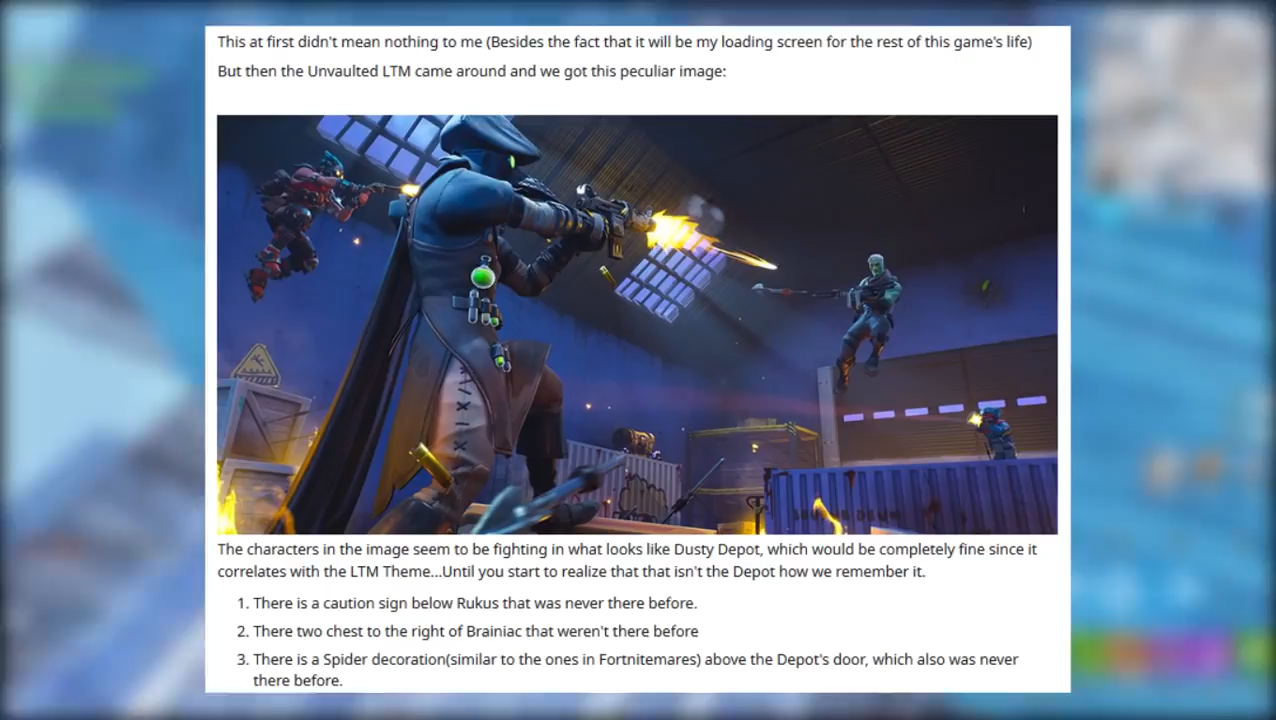 This at first didn't mean nothing to me (Besides the fact that it will be my loading screen for the rest of this game's life)
But then the Unvaulted LTM came around and we got this peculiar image:
The characters in the image seem to be fighting in what looks like Dusty Depot, which would be completely fine since it
correlates with the LTM Theme...Until you start to realize that that isn't the Depot how we remember it.
1. There is a caution sign below Rukus that was never there before.
2. There two chest to the right of Brainiac that weren't there before
3. There is a Spider decoration(similar to the ones in Fortnitemares) above the Depot's door, which also was never
there before.